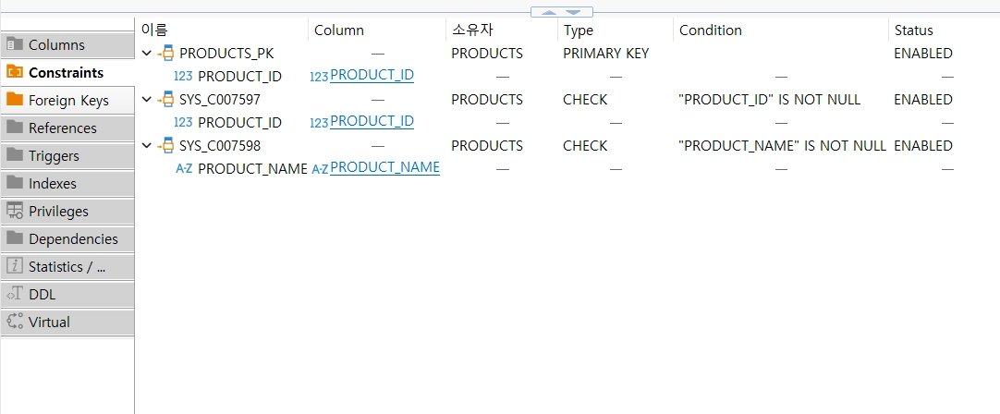 이름 Column 소유자 Type Condition Status
Columns
PRODUCTS_PK — PRODUCTS PRIMARY KEY ENABLED
Constraints
123 PRODUCT_ID 123 PRODUCT_ID — — — —
Foreign Keys
SYS_C007597 — PRODUCTS CHECK "PRODUCT_ID" IS NOT NULL ENABLED
References
123 PRODUCT_ID 123 PRODUCT_ID — — — —
Triggers
SYS_C007598 — PRODUCTS CHECK "PRODUCT_NAME" IS NOT NULL ENABLED
A-Z PRODUCT_NAME A-Z PRODUCT_NAME — — — —
Indexes
Privileges
Dependencies
Statistics / ...
DDL
Virtual